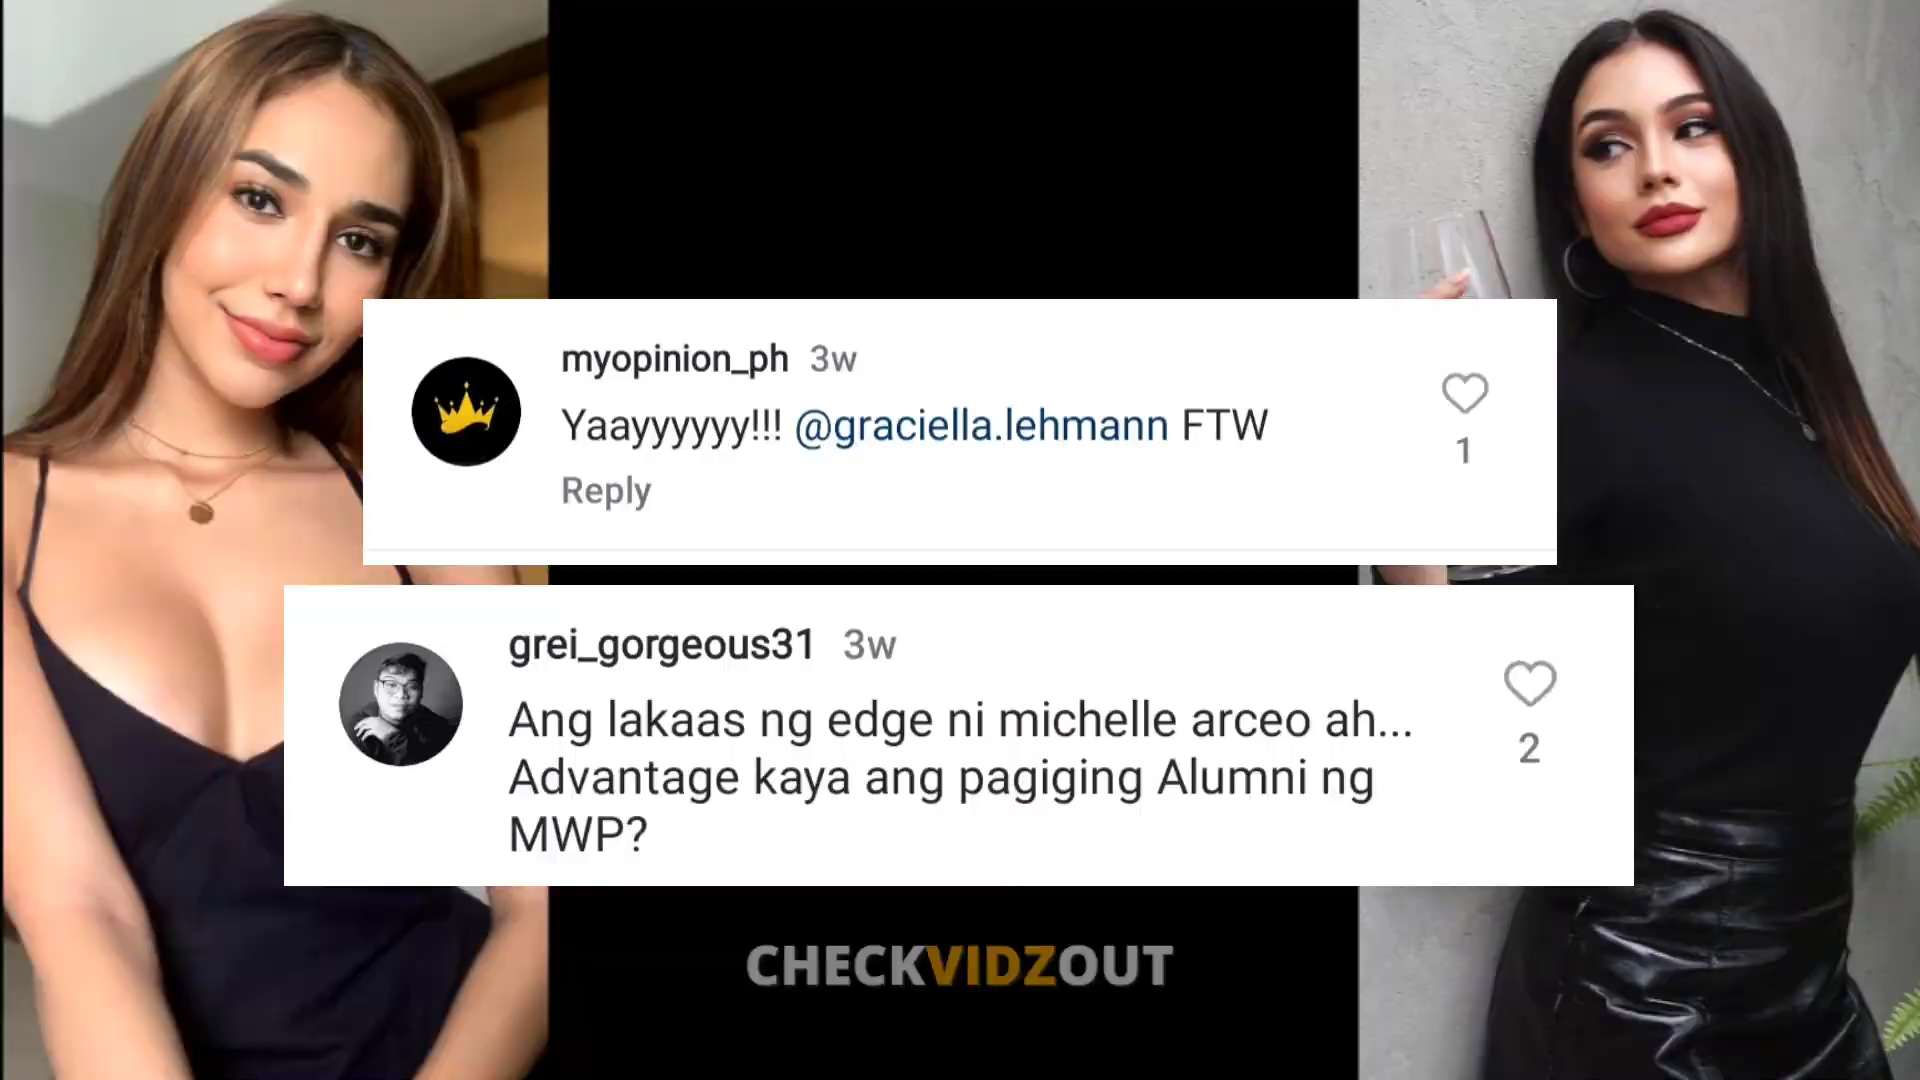 myopinion_ph 3w
Yaayyyyyy!!! @graciella.lehmann FTW
1
Reply
grei_gorgeous31 3w
Ang lakaas ng edge ni michelle arceo ah...
Advantage kaya ang pagiging Alumni ng
MWP?
2
CHECKVIDZOUT